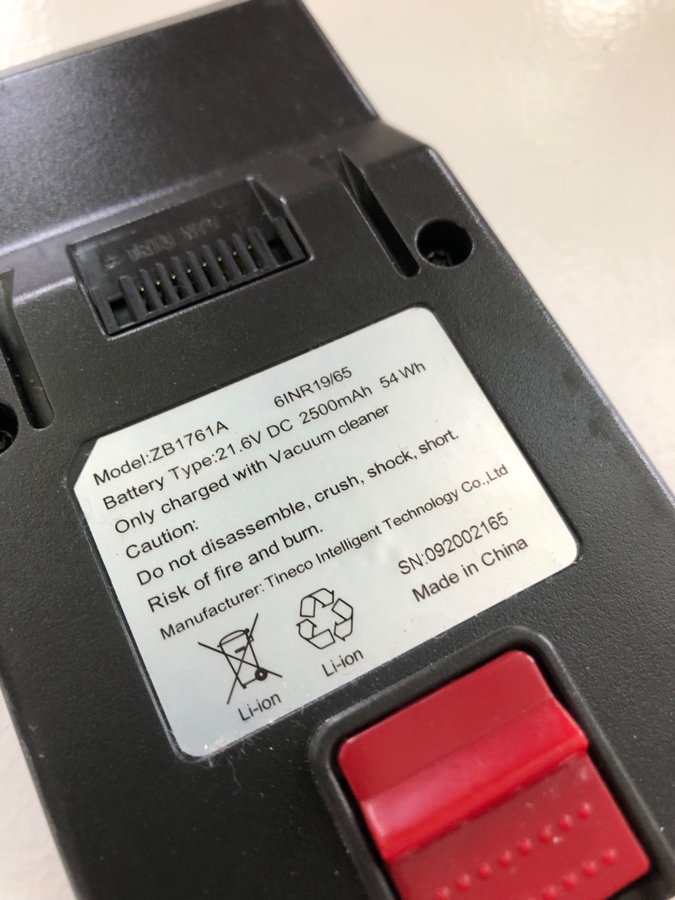 Model:ZB1761A 6INR19/65
Battery Type:21.6V DC 2500mAh 54 Wh
Only charged with Vacuum cleaner
Caution:
Do not disassemble, crush, shock, short.
Risk of fire and burn.
Manufacturer: Tineco Intelligent Technology Co.,Ltd
SN:092002165
Made in China
Li-ion
Li-ion